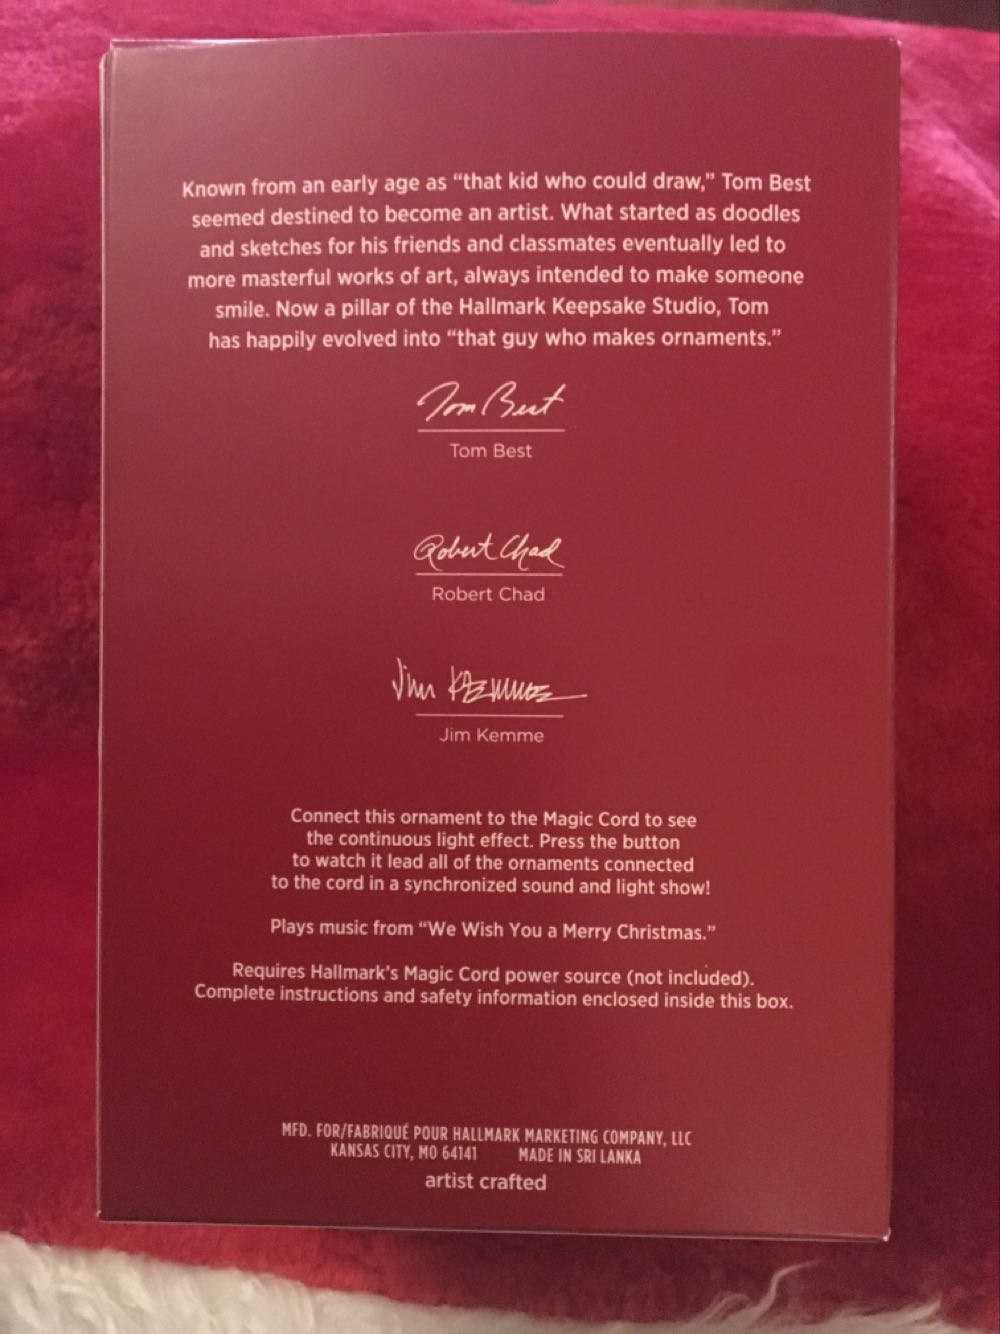 Known from an early age as “that kid who could draw,” Tom Best
seemed destined to become an artist. What started as doodles
and sketches for his friends and classmates eventually led to
more masterful works of art, always intended to make someone
smile. Now a pillar of the Hallmark Keepsake Studio, Tom
has happily evolved into “that guy who makes ornaments.”
Tom Best
Tom Best
Robert Chad
Robert Chad
Jim Kemme
Jim Kemme
Connect this ornament to the Magic Cord to see
the continuous light effect. Press the button
to watch it lead all of the ornaments connected
to the cord in a synchronized sound and light show!
Plays music from “We Wish You a Merry Christmas.”
Requires Hallmark’s Magic Cord power source (not included).
Complete instructions and safety information enclosed inside this box.
MFD. FOR/FABRIQUÉ POUR HALLMARK MARKETING COMPANY, LLC
KANSAS CITY, MO 64141 MADE IN SRI LANKA
artist crafted